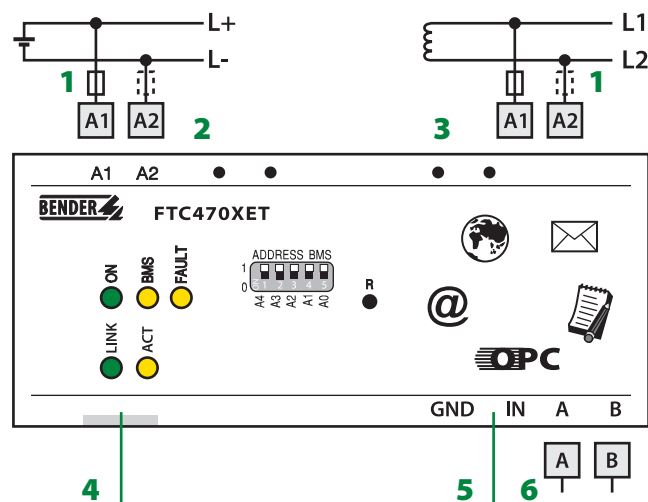 L+
L-
1
A1 A2
2
L1
L2
1
A1 A2
3
A1 A2
BENDER
FTC470XET
ON BMS FAULT
LINK ACT
ADDRESS BMS
1
0
ON 1 2 3 4 5
A4 A3 A2 A1 A0
R
@
OPC
GND IN A B
4
5
6
A B